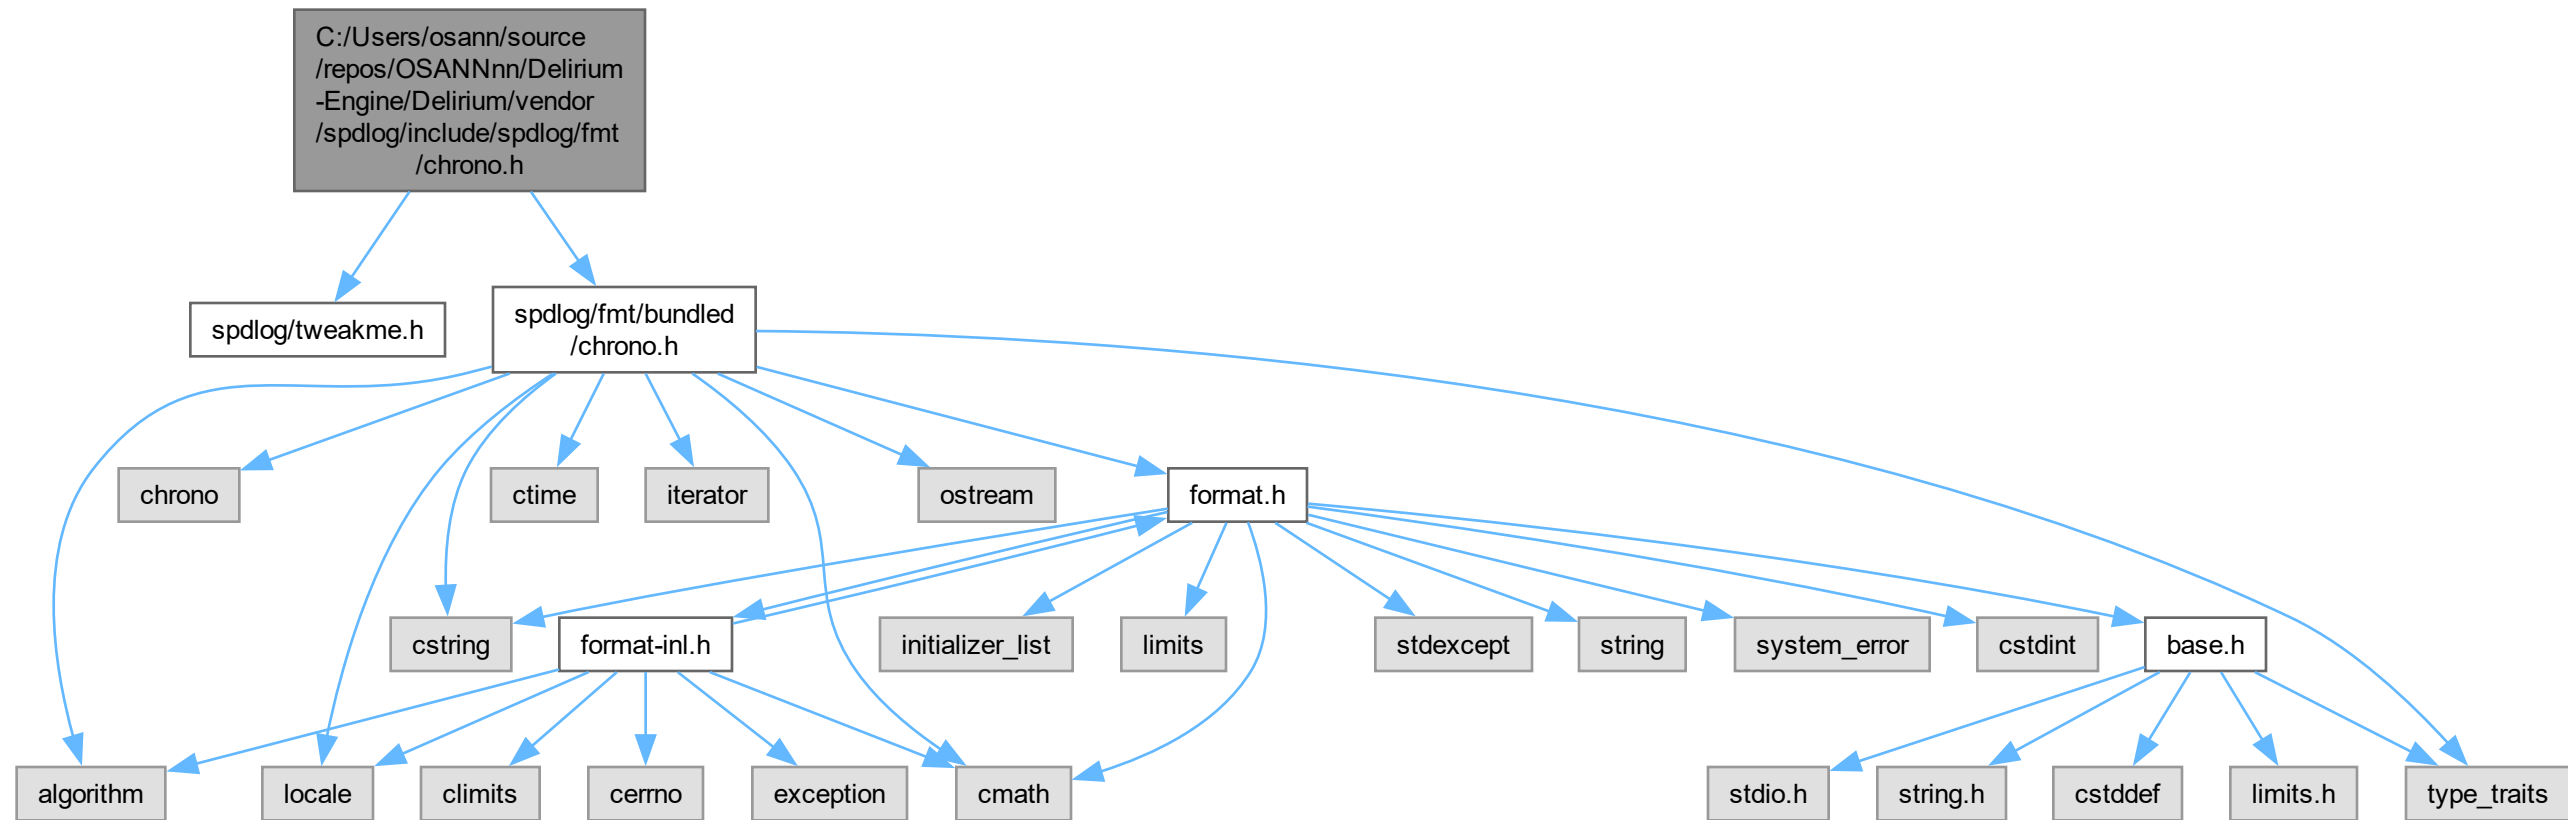 C:/Users/osann/source
/repos/OSANNnn/Delirium
-Engine/Delirium/vendor
/spdlog/include/spdlog/fmt
/chrono.h
spdlog/tweakme.h
spdlog/fmt/bundled
/chrono.h
chrono
ctime
iterator
ostream
format.h
cstring
format-inl.h
initializer_list
limits
stdexcept
string
system_error
cstdint
base.h
algorithm
locale
climits
cerrno
exception
cmath
stdio.h
string.h
cstddef
limits.h
type_traits